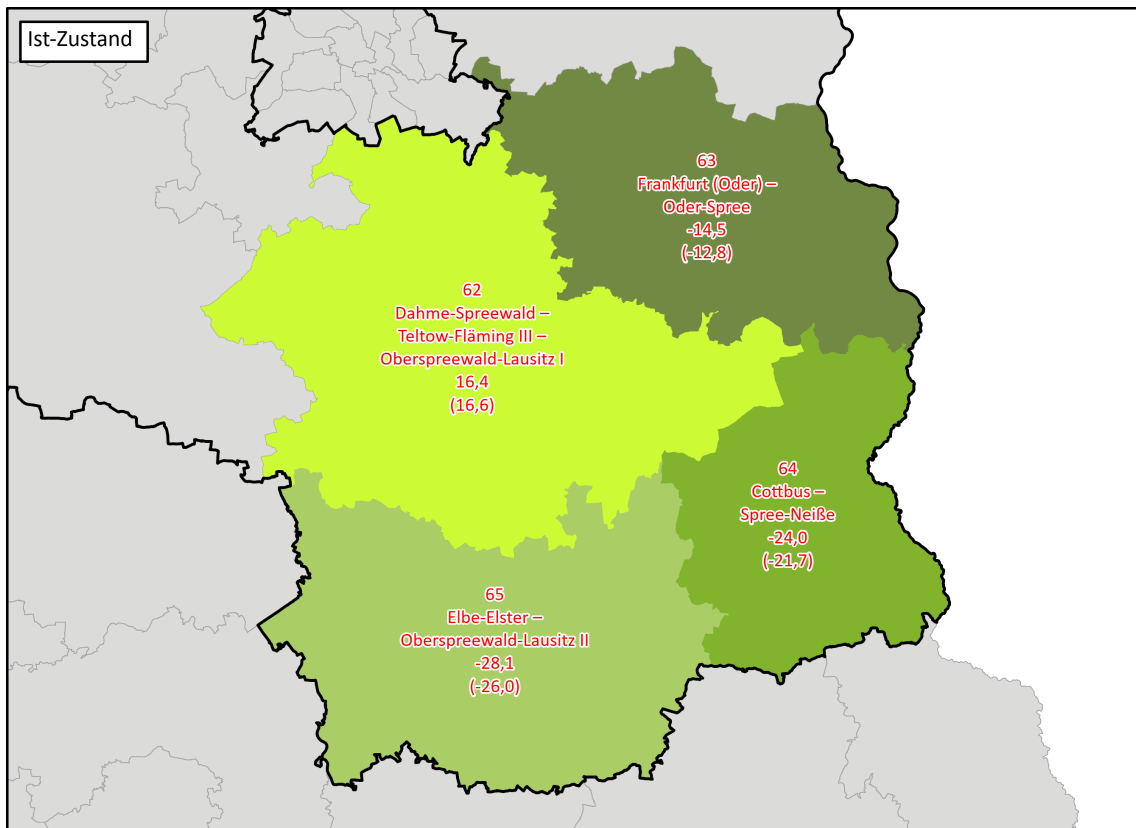 Ist-Zustand
63
Frankfurt (Oder) –
Oder-Spree
-14,5
(-12,8)
62
Dahme-Spreewald –
Teltow-Fläming III –
Oberspreewald-Lausitz I
16,4
(16,6)
64
Cottbus –
Spree-Neiße
-24,0
(-21,7)
65
Elbe-Elster –
Oberspreewald-Lausitz II
-28,1
(-26,0)